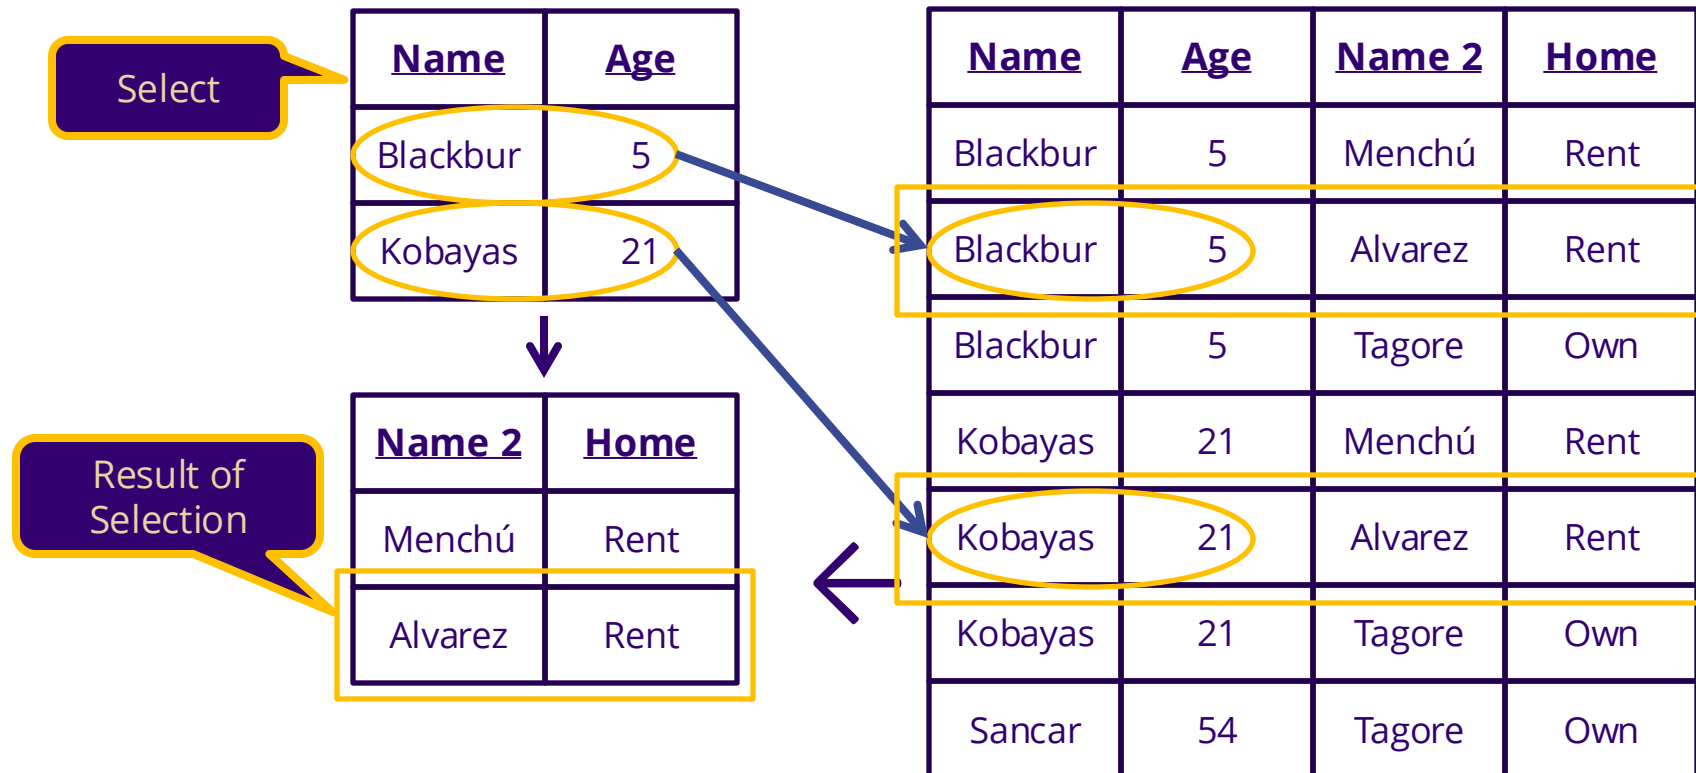 Select
Name Age
Blackbur 5
Kobayas 21
Result of
Selection
Name 2 Home
Menchú Rent
Alvarez Rent
Name Age Name 2 Home
Blackbur 5 Menchú Rent
Blackbur 5 Alvarez Rent
Blackbur 5 Tagore Own
Kobayas 21 Menchú Rent
Kobayas 21 Alvarez Rent
Kobayas 21 Tagore Own
Sancar 54 Tagore Own